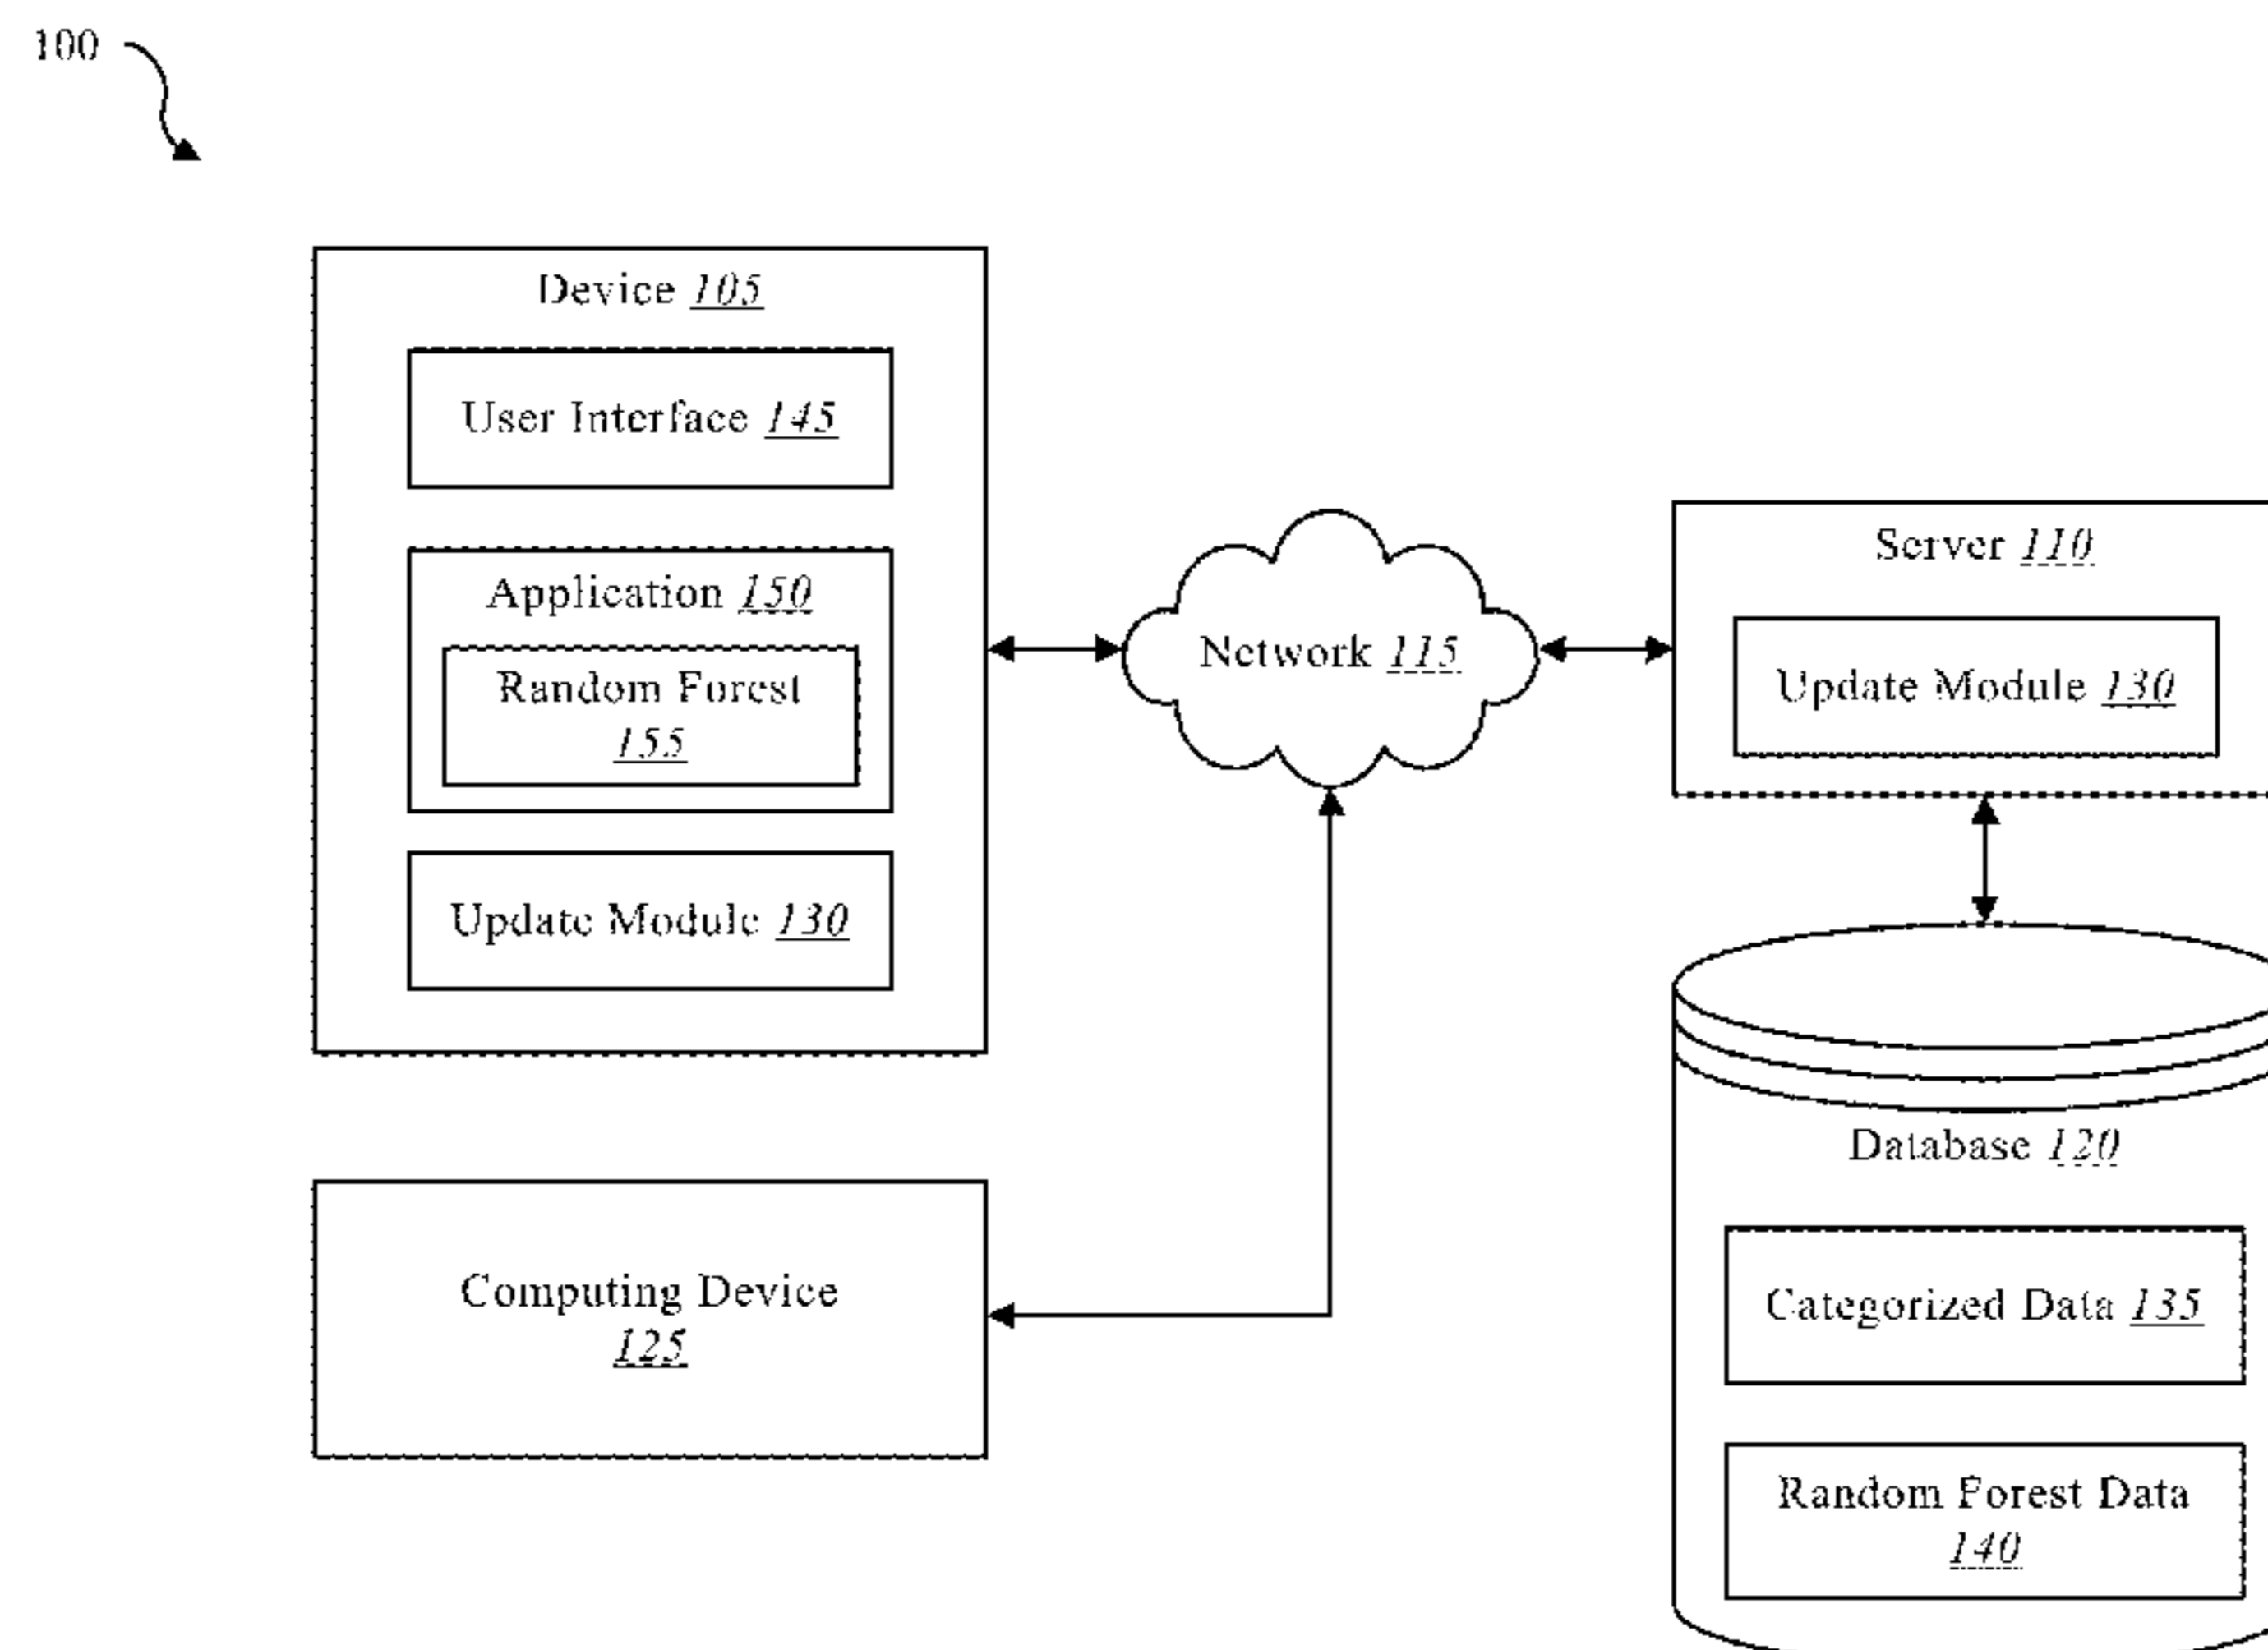 100
Device 105
User Interface 145
Application 150
Random Forest
155
Update Module 130
Network 115
Server 110
Update Module 130
Computing Device
125
Database 120
Categorized Data 135
Random Forest Data
140